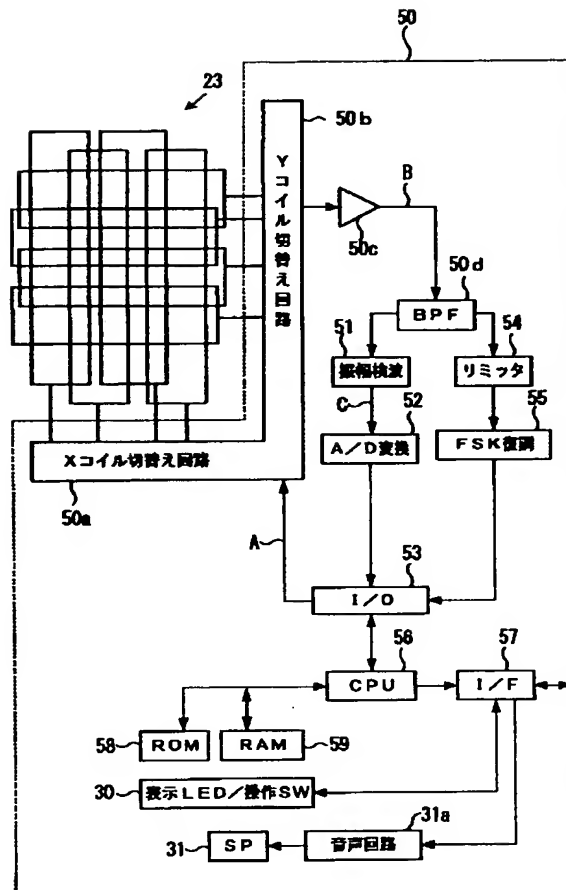 50
23
50b
Yコイル切替え回路
B
50c
50d
BPF
51
54
振幅検波
リミッタ
C
52
55
A/D変換
FSK復調
Xコイル切替え回路
50a
A
53
I/O
56
57
CPU
I/F
58
ROM
RAM
59
30
表示LED/操作SW
31a
31
SP
音声回路